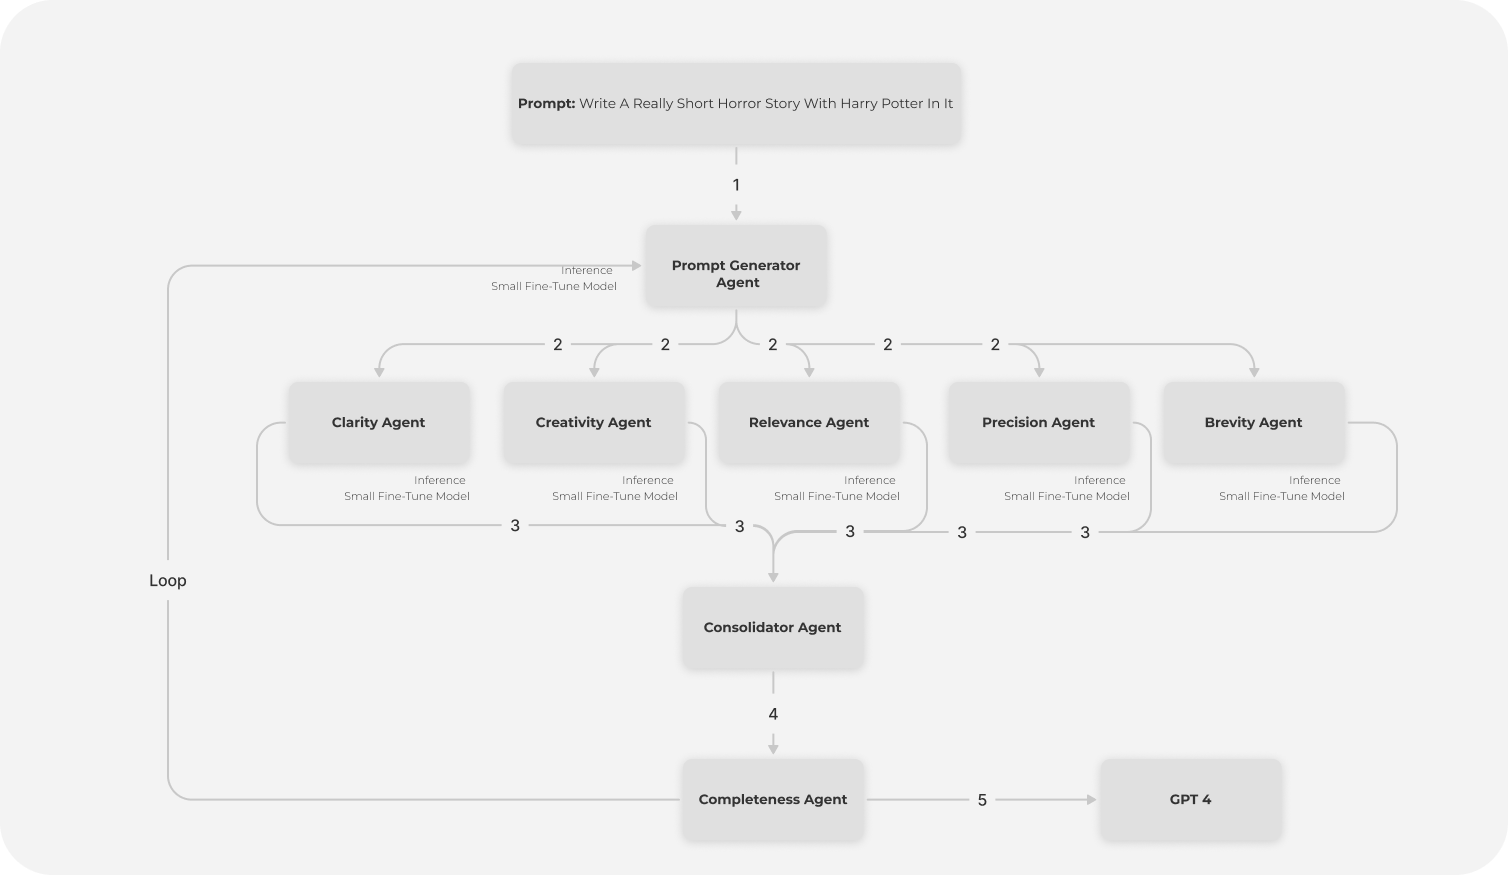 Prompt: Write A Really Short Horror Story With Harry Potter In It
1
Prompt Generator
Agent
Inference
Small Fine-Tune Model
2
2
2
2
2
Clarity Agent
Creativity Agent
Relevance Agent
Precision Agent
Brevity Agent
Inference
Small Fine-Tune Model
Inference
Small Fine-Tune Model
Inference
Small Fine-Tune Model
Inference
Small Fine-Tune Model
Inference
Small Fine-Tune Model
3
3
3
3
3
Loop
Consolidator Agent
4
Completeness Agent
5
GPT 4